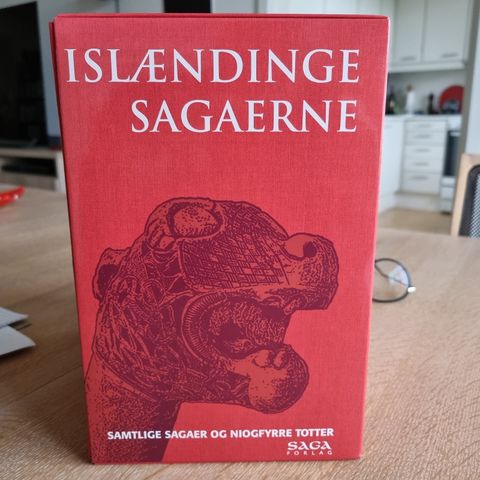 ISLÆNDINGE
SAGAERNE
SAMTLIGE SAGAER OG NIOGFYRRE TOTTER
SAGA
FORLAG